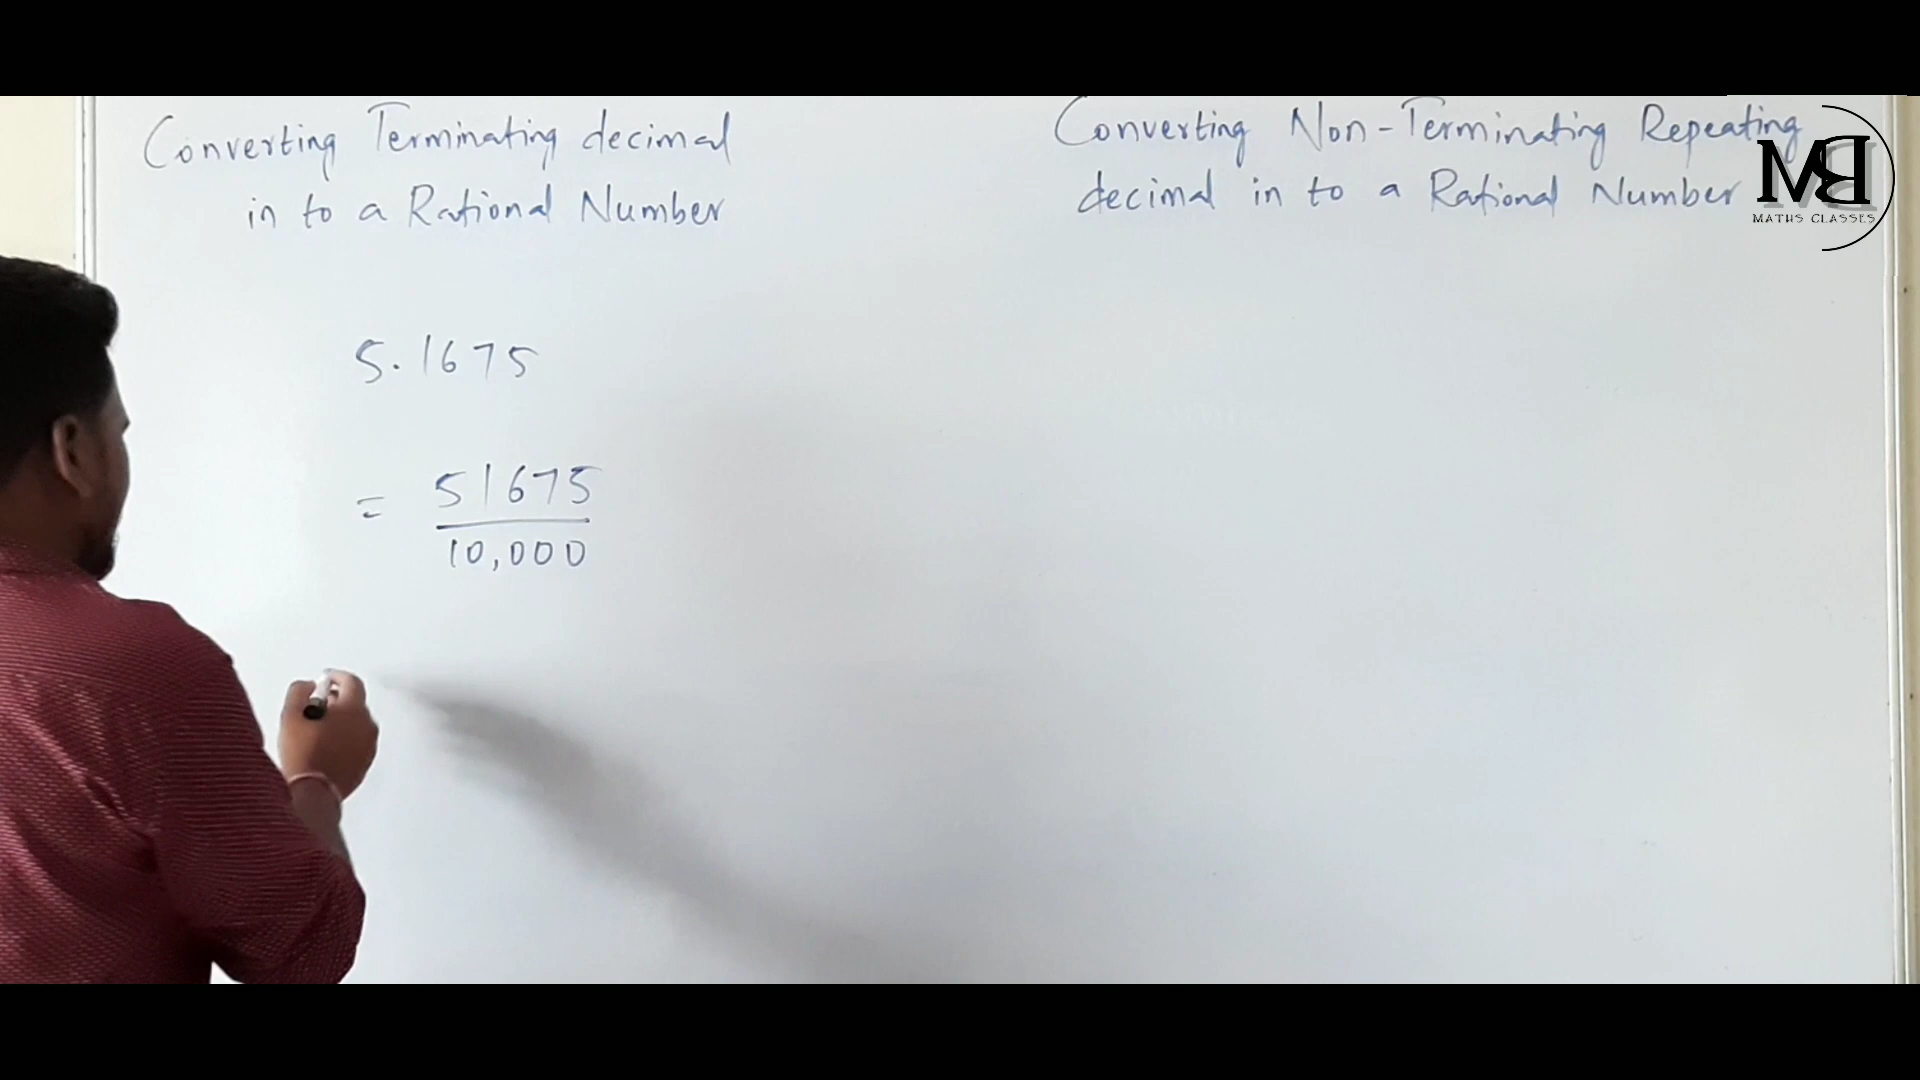 Converting Terminating decimal
in to a Rational Number
5.1675
= 51675
10,000
Converting Non-Terminating Repeating
decimal in to a Rational Number
MB
MATHS CLASSES